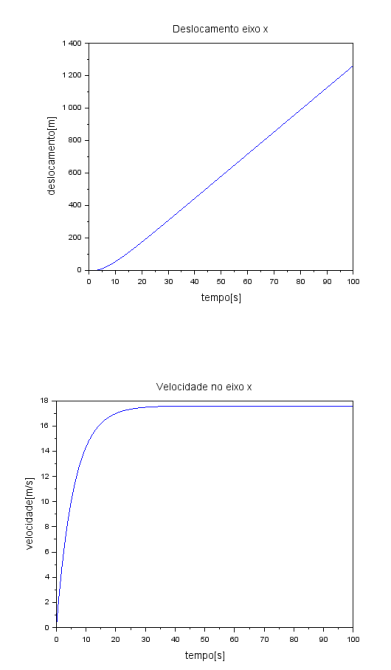 Deslocamento eixo x
1 400
1 200
1 000
800
600
400
200
0
deslocamento[m]
0 10 20 30 40 50 60 70 80 90 100
tempo[s]
Velocidade no eixo x
18
16
14
12
10
8
6
4
2
0
velocidade[m/s]
0 10 20 30 40 50 60 70 80 90 100
tempo[s]